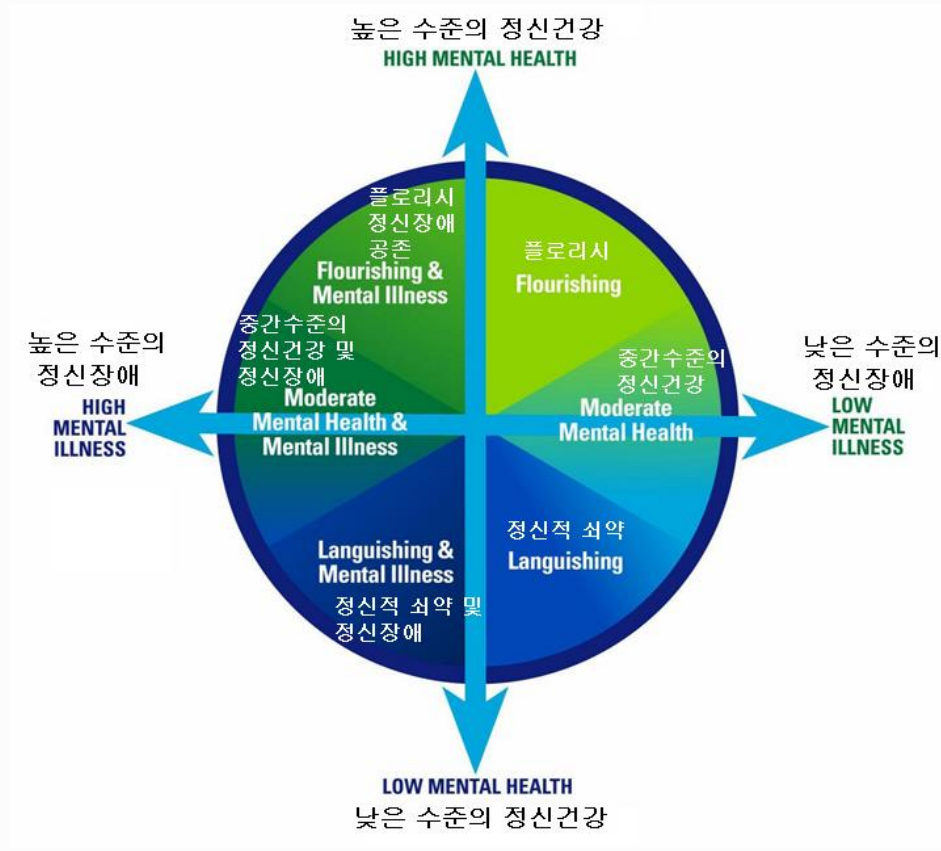 높은 수준의 정신건강
HIGH MENTAL HEALTH
플로리시
정신장애
공존
Flourishing &
Mental Illness
플로리시
Flourishing
높은 수준의
정신장애
HIGH
MENTAL
ILLNESS
중간수준의
정신건강 및
정신장애
Moderate
Mental Health &
Mental Illness
중간수준의
정신건강
Moderate
Mental Health
낮은 수준의
정신장애
LOW
MENTAL
ILLNESS
Languishing &
Mental Illness
정신적 쇠약 및
정신장애
정신적 쇠약
Languishing
LOW MENTAL HEALTH
낮은 수준의 정신건강